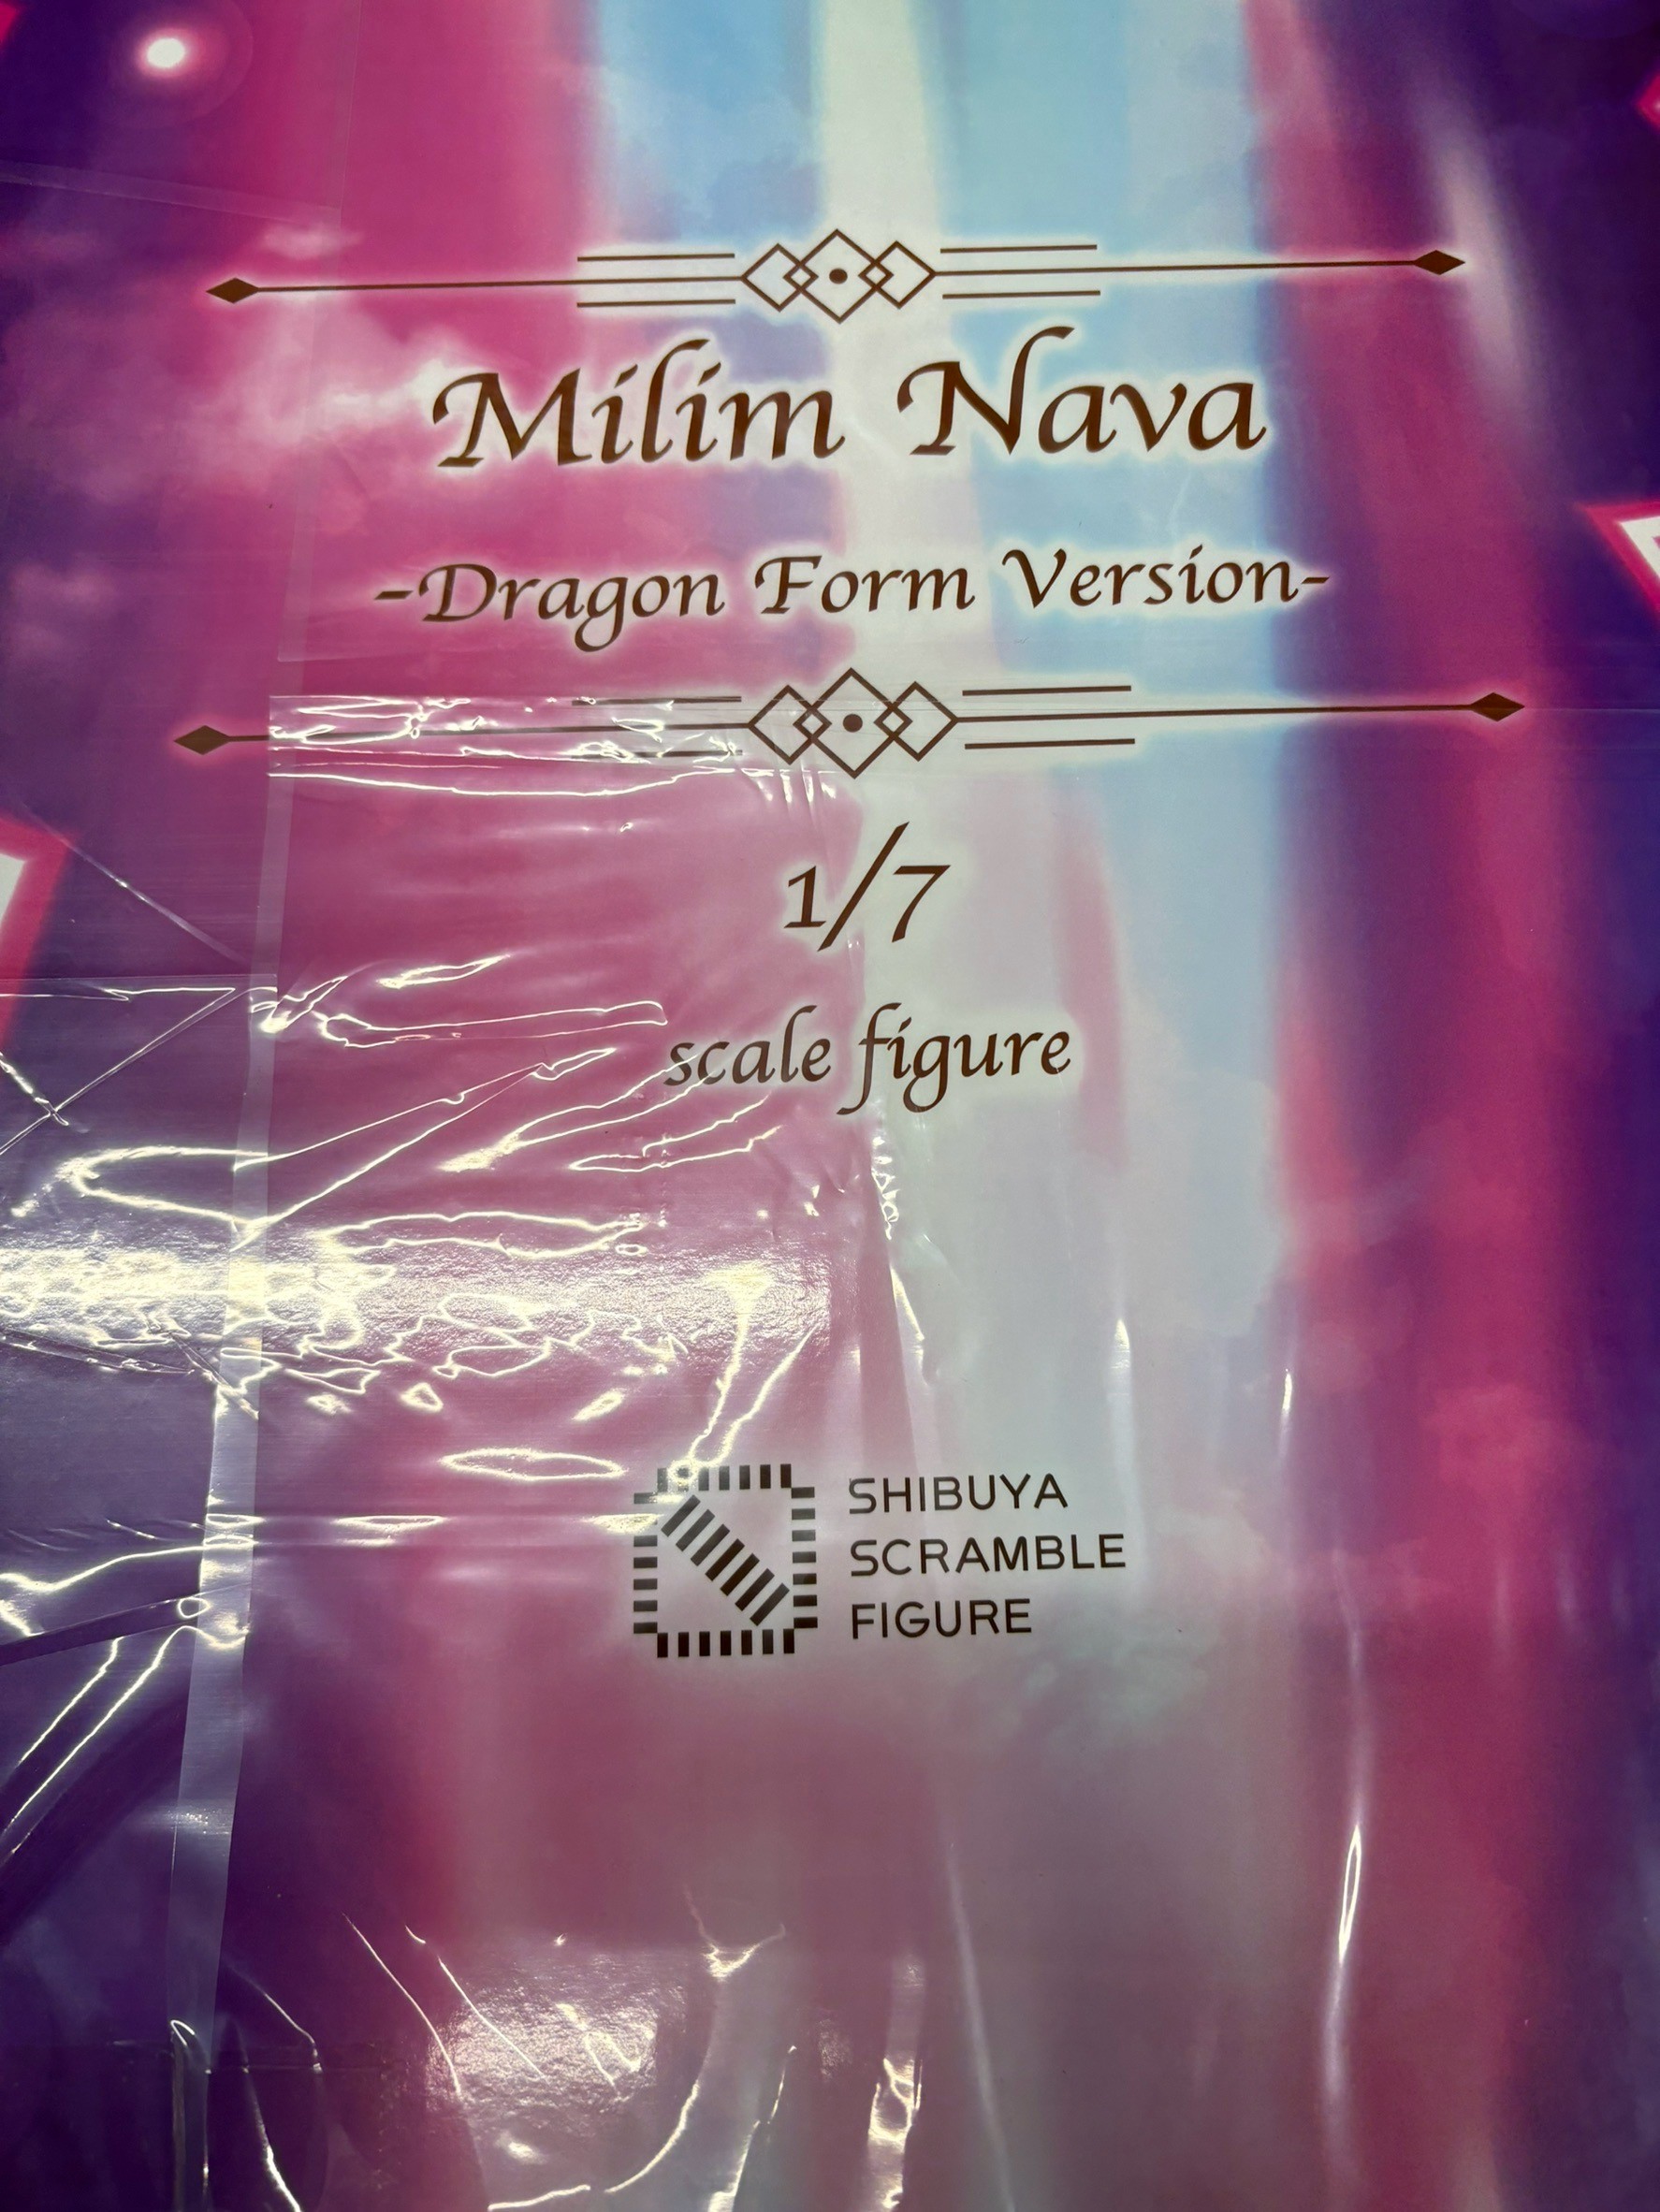 Milim Nava
-Dragon Form Version-
1/7
scale figure
SHIBUYA
SCRAMBLE
FIGURE